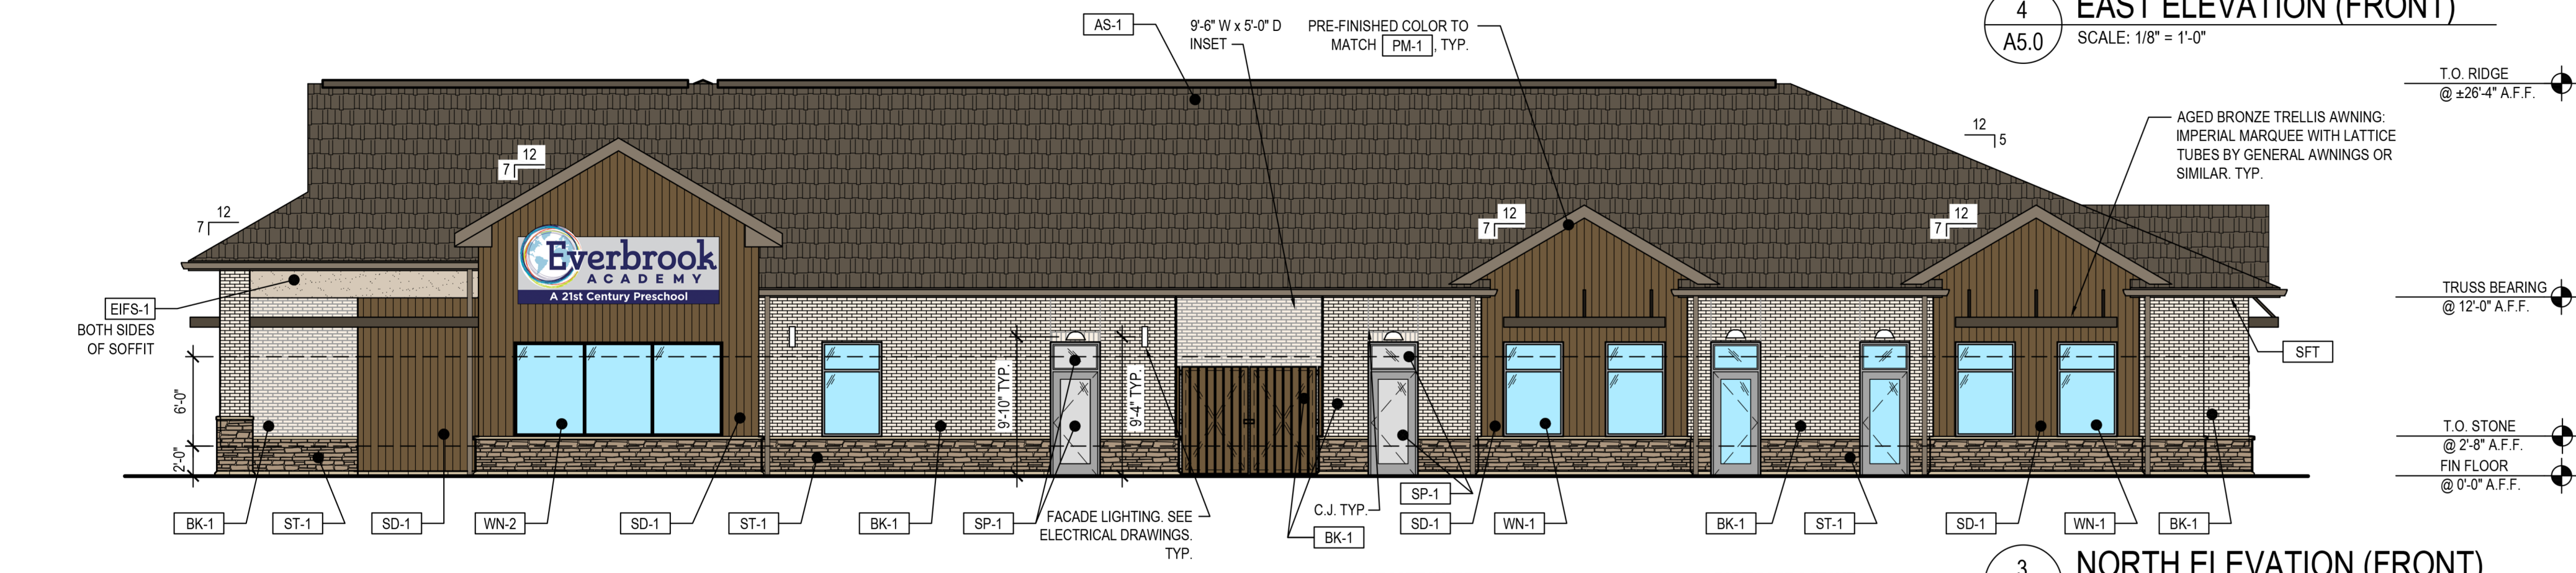 4
EAST ELEVATION (FRONT)
A5.0
SCALE: 1/8" = 1'-0"
AS-1
9'-6" W x 5'-0" D
INSET
PRE-FINISHED COLOR TO
MATCH PM-1, TYP.
T.O. RIDGE
@ ±26'-4" A.F.F.
AGED BRONZE TRELLIS AWNING:
IMPERIAL MARQUEE WITH LATTICE
TUBES BY GENERAL AWNINGS OR
SIMILAR. TYP.
12
5
12
7
12
7
12
7
12
7
Everbrook
ACADEMY
A 21st Century Preschool
EIFS-1
BOTH SIDES
OF SOFFIT
TRUSS BEARING
@ 12'-0" A.F.F.
SFT
6'-0"
2'-0"
9'-10" TYP.
9'-4" TYP.
T.O. STONE
@ 2'-8" A.F.F.
FIN FLOOR
@ 0'-0" A.F.F.
BK-1
ST-1
SD-1
WN-2
SD-1
ST-1
BK-1
SP-1
FACADE LIGHTING. SEE
ELECTRICAL DRAWINGS.
TYP.
BK-1
C.J. TYP.
SP-1
SD-1
WN-1
BK-1
ST-1
SD-1
WN-1
BK-1
3
NORTH ELEVATION (FRONT)